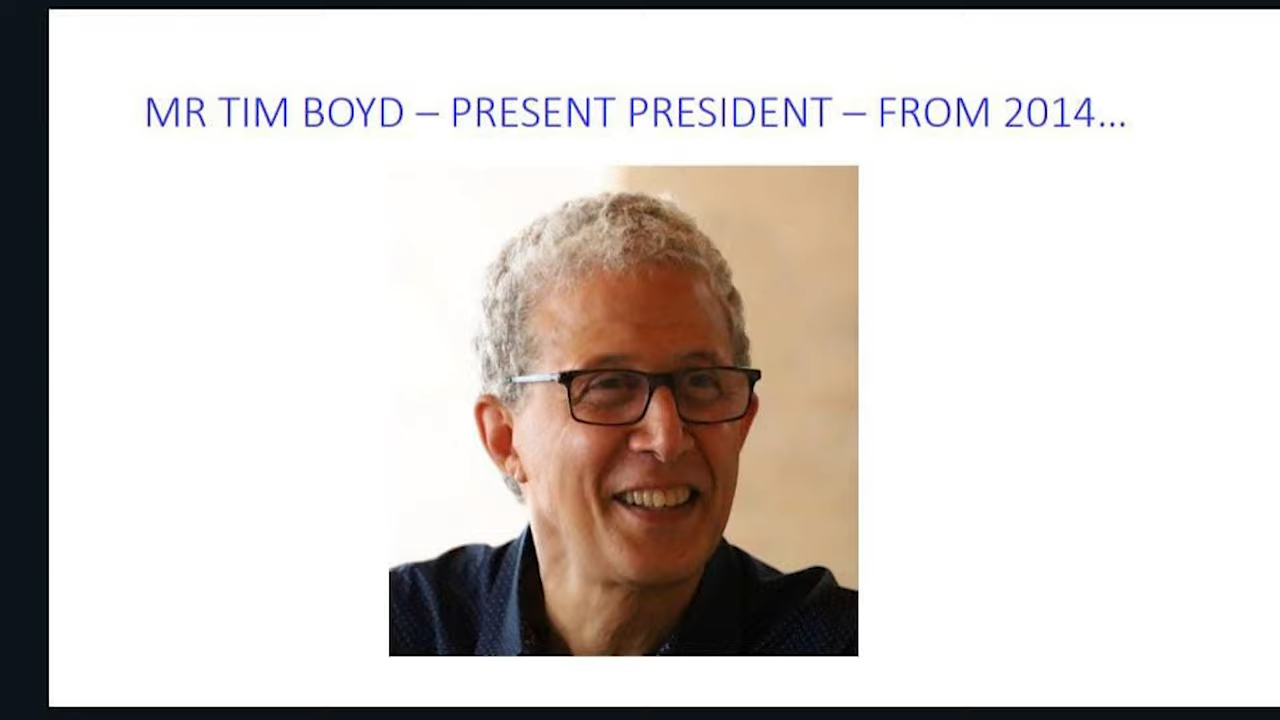 MR TIM BOYD – PRESENT PRESIDENT – FROM 2014...